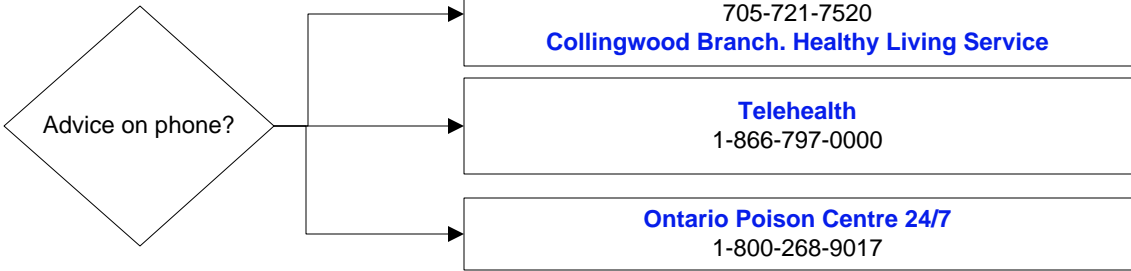 Advice on phone?
705-721-7520
Collingwood Branch. Healthy Living Service
Telehealth
1-866-797-0000
Ontario Poison Centre 24/7
1-800-268-9017